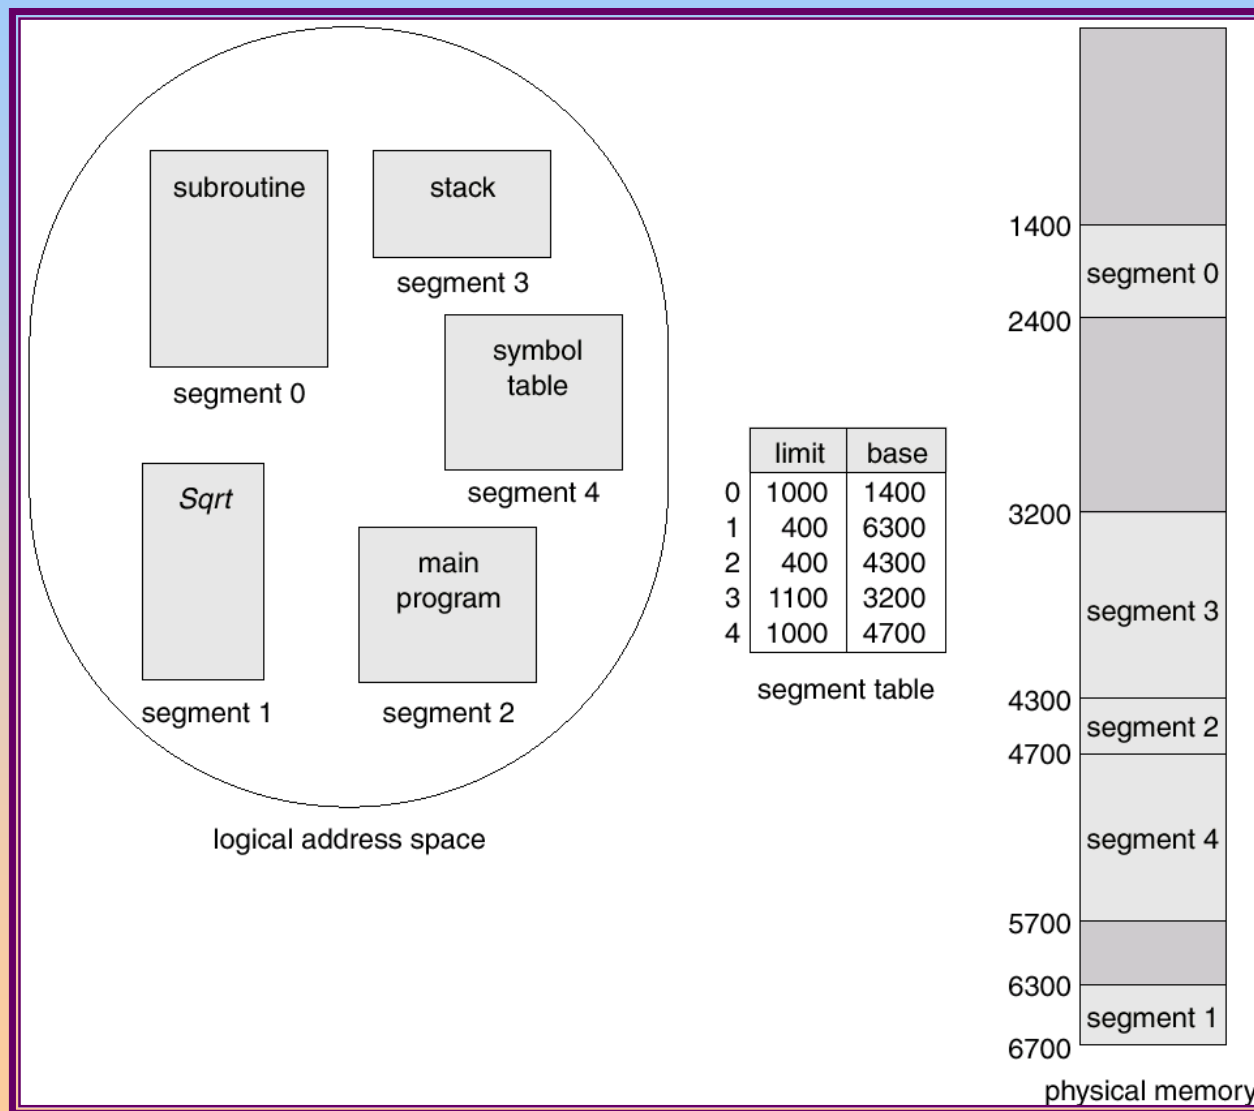 subroutine
segment 0
stack
segment 3
symbol
table
segment 4
Sqrt
segment 1
main
program
segment 2
logical address space
limit base
0 1000 1400
1 400 6300
2 400 4300
3 1100 3200
4 1000 4700
segment table
1400
segment 0
2400
3200
segment 3
4300
segment 2
4700
segment 4
5700
6300
segment 1
6700
physical memory